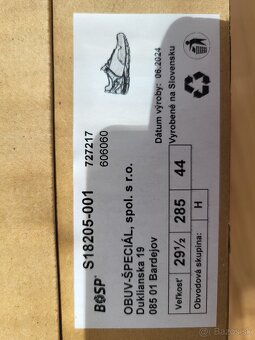 727217
606060
Dátum výroby: 06.2024
Vyrobené na Slovensku
S18205-001
BOSP
OBUV-ŠPECIÁL, spol. s r.o.
Duklianska 19
085 01 Bardejov
Veľkosť 29½ 285 44
Obvodová skupina: H